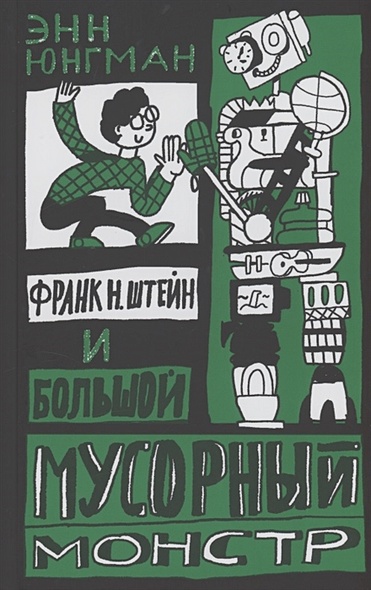 ЭНН
ЮНГМАН
ФРАНК Н. ШТЕЙН
И
БОЛЬШОЙ
МУСОРНЫЙ
МОНСТР